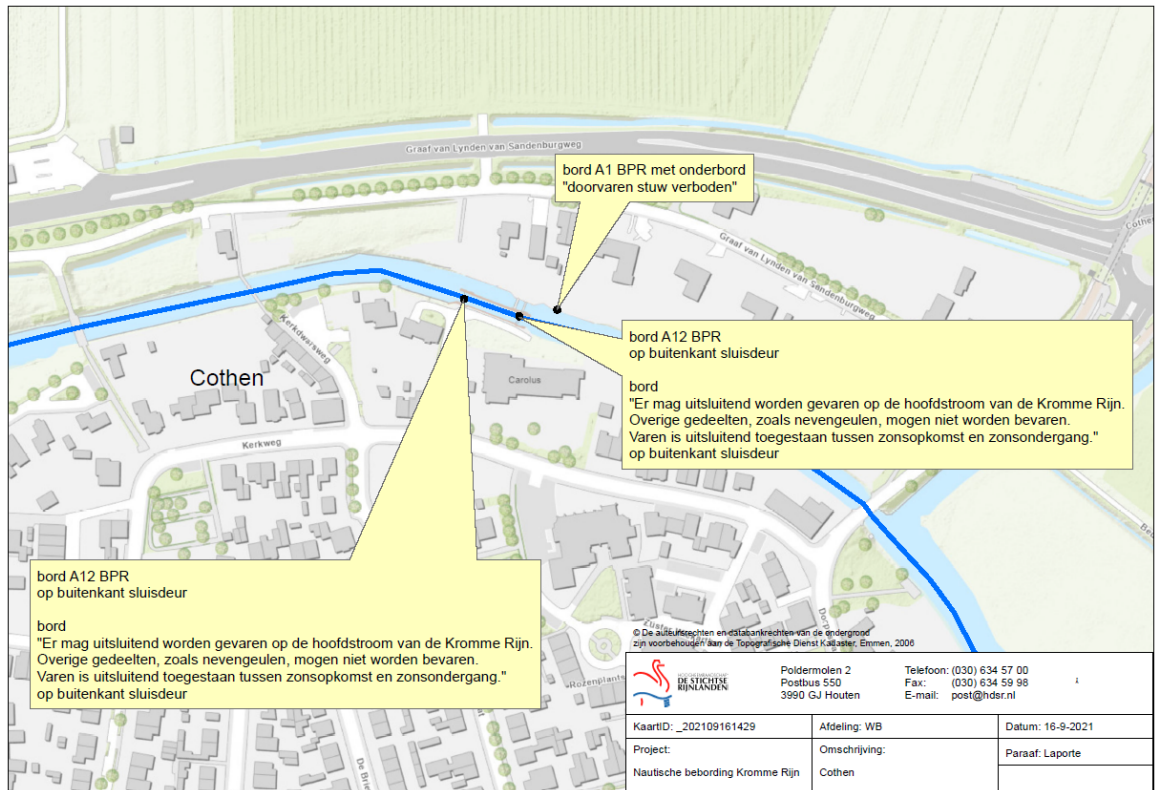 Graaf van Lynden van Sandenburgweg
bord A1 BPR met onderbord
"doorvaren stuw verboden"
Graaf van Lynden van Sandenburgweg
Kerkdwarsweg
Cothen
Carolus
Kerkweg
bord A12 BPR
op buitenkant sluisdeur
bord
"Er mag uitsluitend worden gevaren op de hoofdstroom van de Kromme Rijn.
Overige gedeelten, zoals nevengeulen, mogen niet worden bevaren.
Varen is uitsluitend toegestaan tussen zonsopkomst en zonsondergang."
op buitenkant sluisdeur
bord A12 BPR
op buitenkant sluisdeur
bord
"Er mag uitsluitend worden gevaren op de hoofdstroom van de Kromme Rijn.
Overige gedeelten, zoals nevengeulen, mogen niet worden bevaren.
Varen is uitsluitend toegestaan tussen zonsopkomst en zonsondergang."
op buitenkant sluisdeur
© De auteursrechten en databankrechten van de ondergrond
zijn voorbehouden aan de Topografische Dienst Kadaster, Emmen, 2006
HOOGHEEMRAADSCHAP
DE STICHTSE
RIJNLANDEN
Poldermolen 2
Postbus 550
3990 GJ Houten
Telefoon: (030) 634 57 00
Fax: (030) 634 59 98
E-mail: post@hdsr.nl
KaartID: _202109161429
Afdeling: WB
Datum: 16-9-2021
Project:
Nautische bebording Kromme Rijn
Omschrijving:
Cothen
Paraaf: Laporte